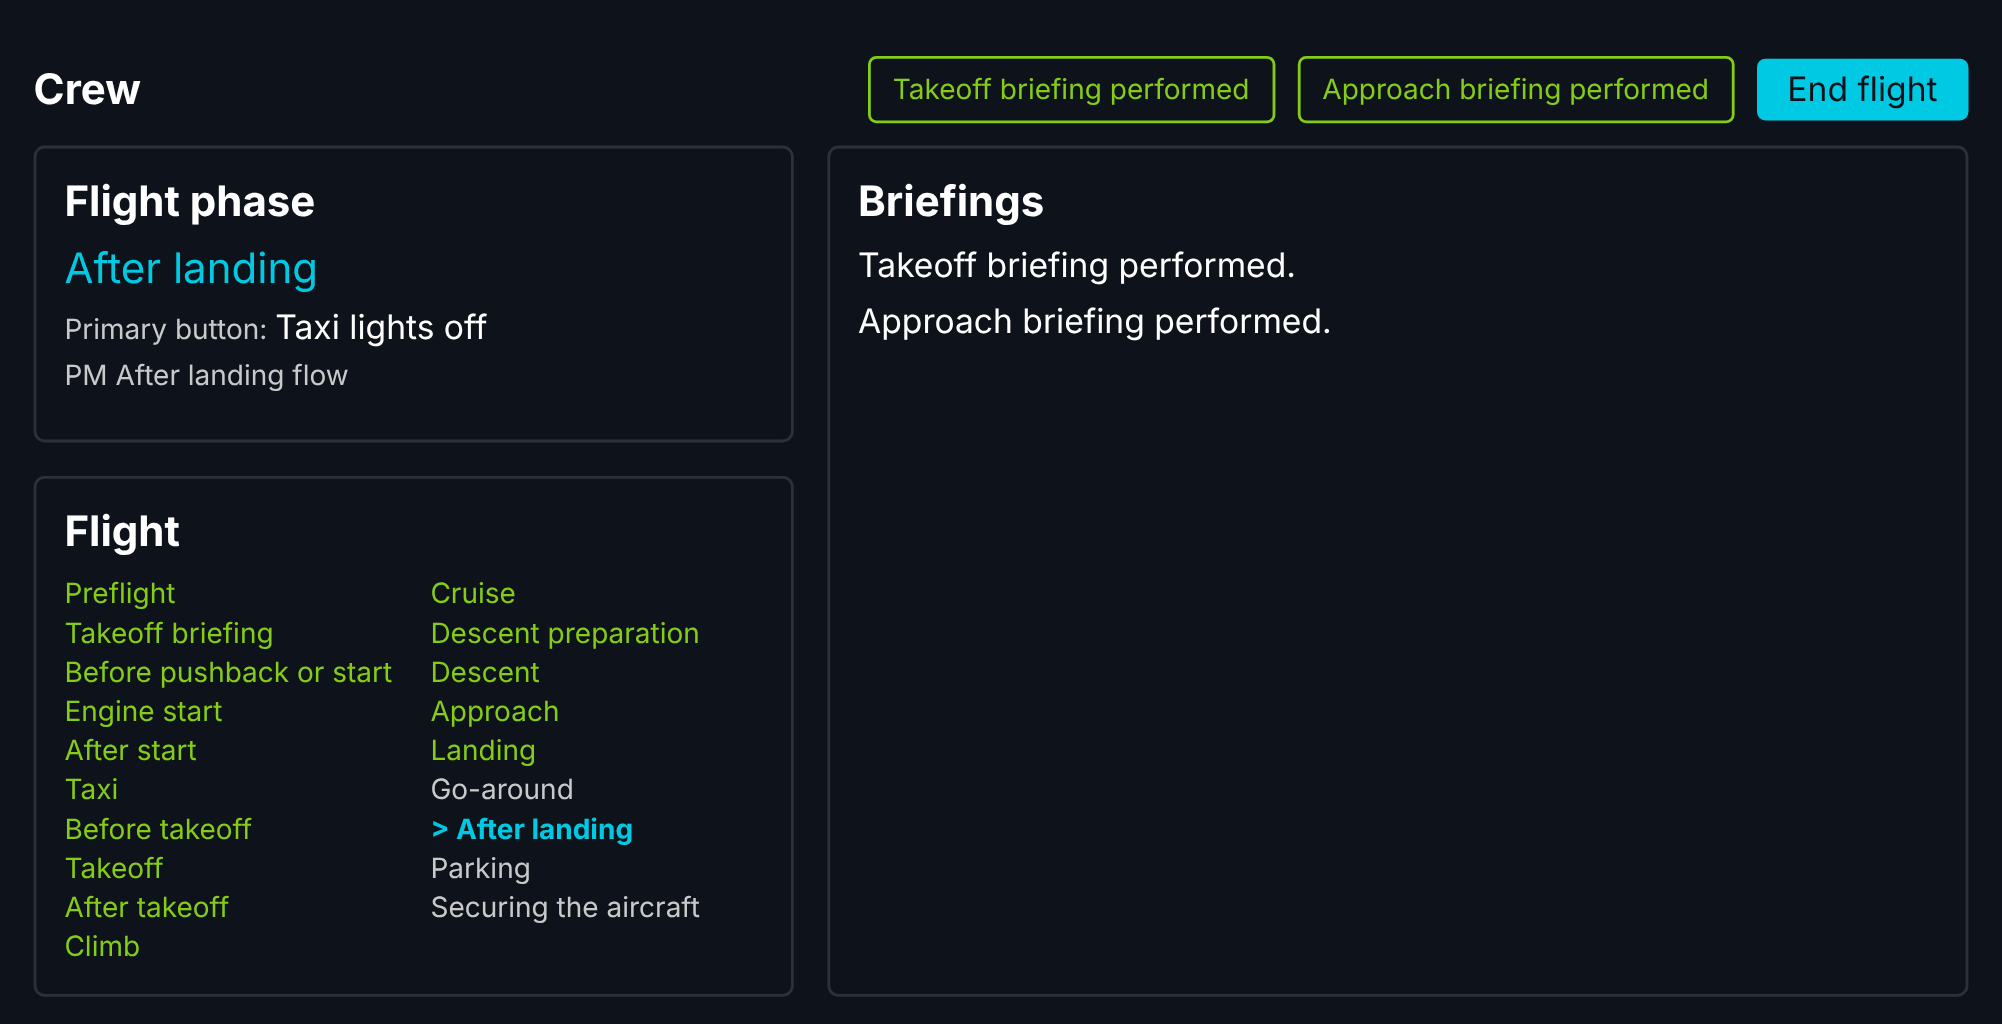 Crew
Takeoff briefing performed
Approach briefing performed
End flight
Flight phase
After landing
Primary button: Taxi lights off
PM After landing flow
Flight
Preflight
Takeoff briefing
Before pushback or start
Engine start
After start
Taxi
Before takeoff
Takeoff
After takeoff
Climb
Cruise
Descent preparation
Descent
Approach
Landing
Go-around
> After landing
Parking
Securing the aircraft
Briefings
Takeoff briefing performed.
Approach briefing performed.